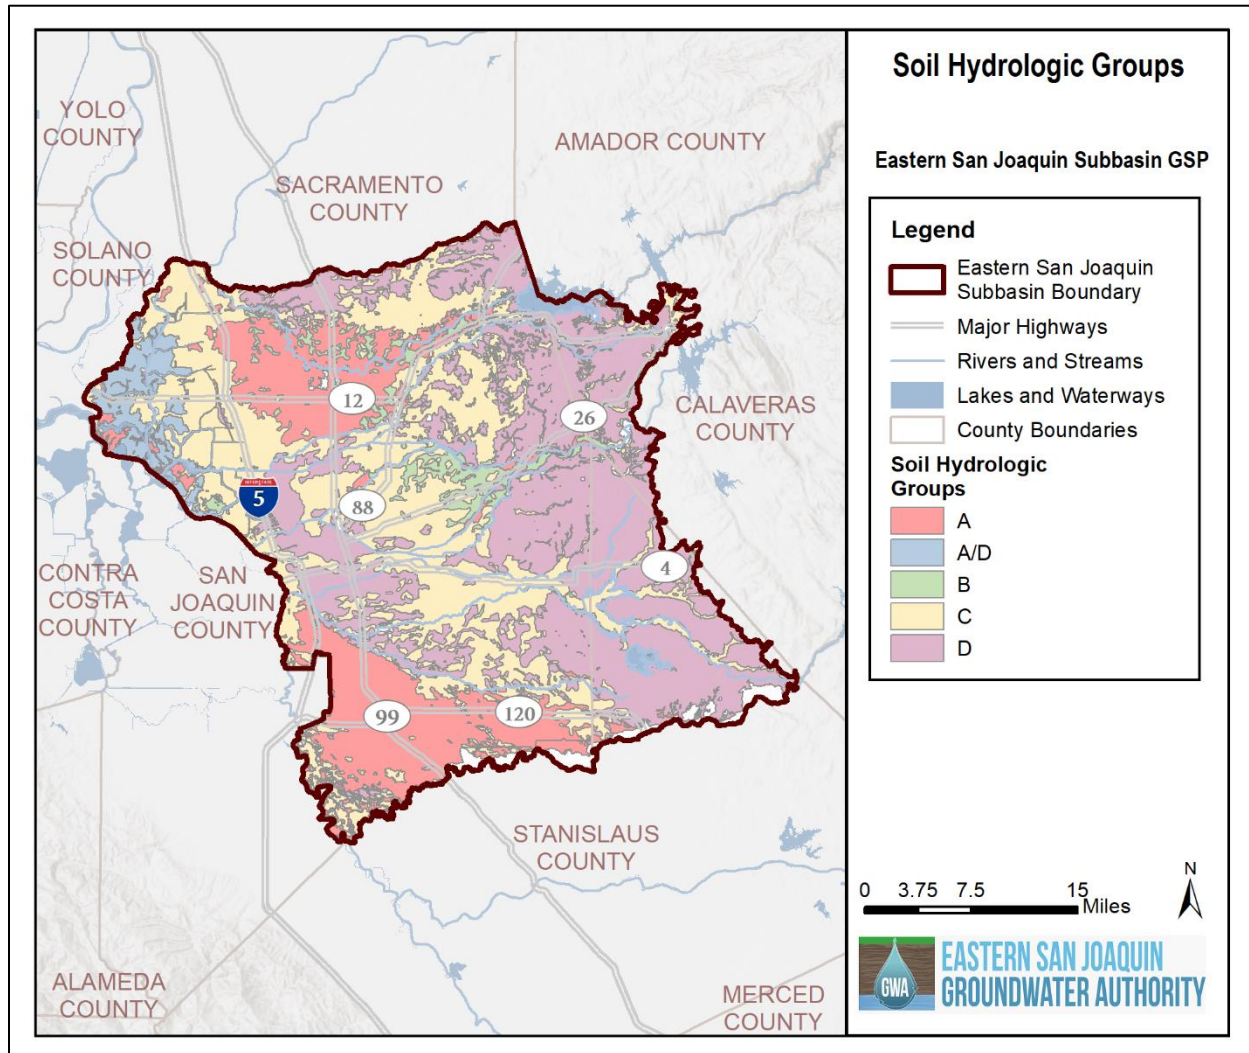 Soil Hydrologic Groups
Eastern San Joaquin Subbasin GSP
Legend
Eastern San Joaquin
Subbasin Boundary
Major Highways
Rivers and Streams
Lakes and Waterways
County Boundaries
Soil Hydrologic
Groups
A
A/D
B
C
D
0 3.75 7.5 15
Miles
N
GWA
EASTERN SAN JOAQUIN
GROUNDWATER AUTHORITY
YOLO
COUNTY
AMADOR COUNTY
SACRAMENTO
COUNTY
SOLANO
COUNTY
12
26
CALAVERAS
COUNTY
5
88
4
CONTRA
COSTA
COUNTY
SAN
JOAQUIN
COUNTY
99
120
STANISLAUS
COUNTY
ALAMEDA
COUNTY
MERCED
COUNTY